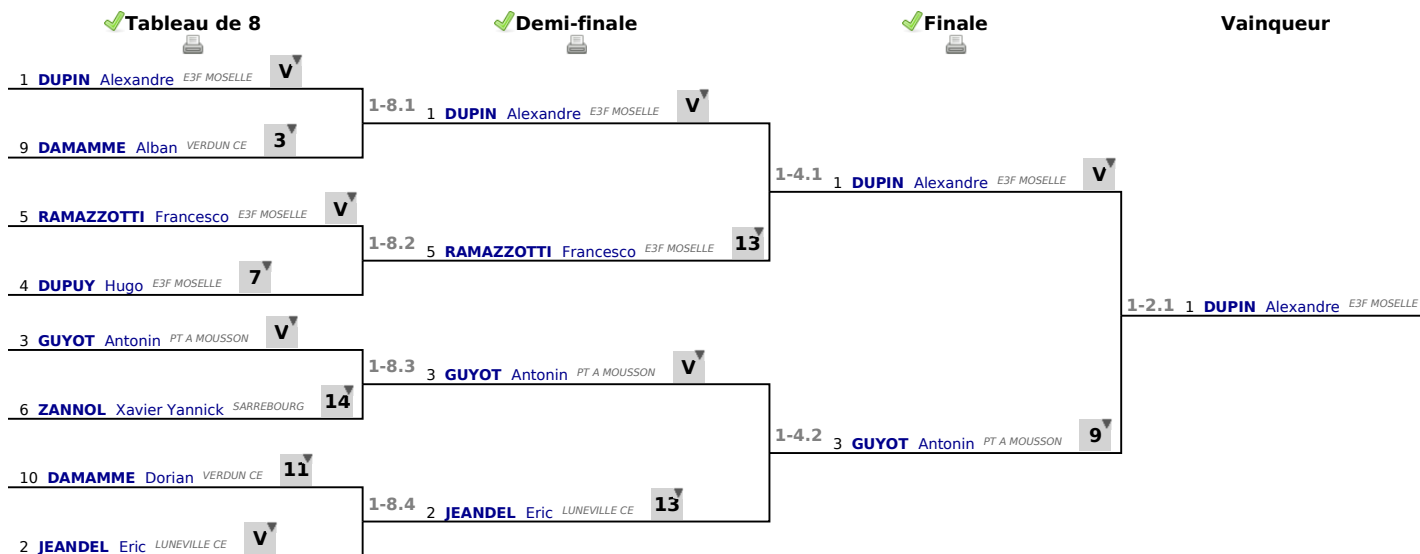 Tableau de 8 Demi-finale Finale Vainqueur
1 DUPIN Alexandre E3F MOSELLE V
1-8.1 1 DUPIN Alexandre E3F MOSELLE V
9 DAMAMME Alban VERDUN CE 3
1-4.1 1 DUPIN Alexandre E3F MOSELLE V
5 RAMAZZOTTI Francesco E3F MOSELLE V
1-8.2 5 RAMAZZOTTI Francesco E3F MOSELLE 13
4 DUPUY Hugo E3F MOSELLE 7
1-2.1 1 DUPIN Alexandre E3F MOSELLE
3 GUYOT Antonin PT A MOUSSON V
1-8.3 3 GUYOT Antonin PT A MOUSSON V
6 ZANNOL Xavier Yannick SARREBOURG 14
1-4.2 3 GUYOT Antonin PT A MOUSSON 9
10 DAMAMME Dorian VERDUN CE 11
1-8.4 2 JEANDEL Eric LUNEVILLE CE 13
2 JEANDEL Eric LUNEVILLE CE V